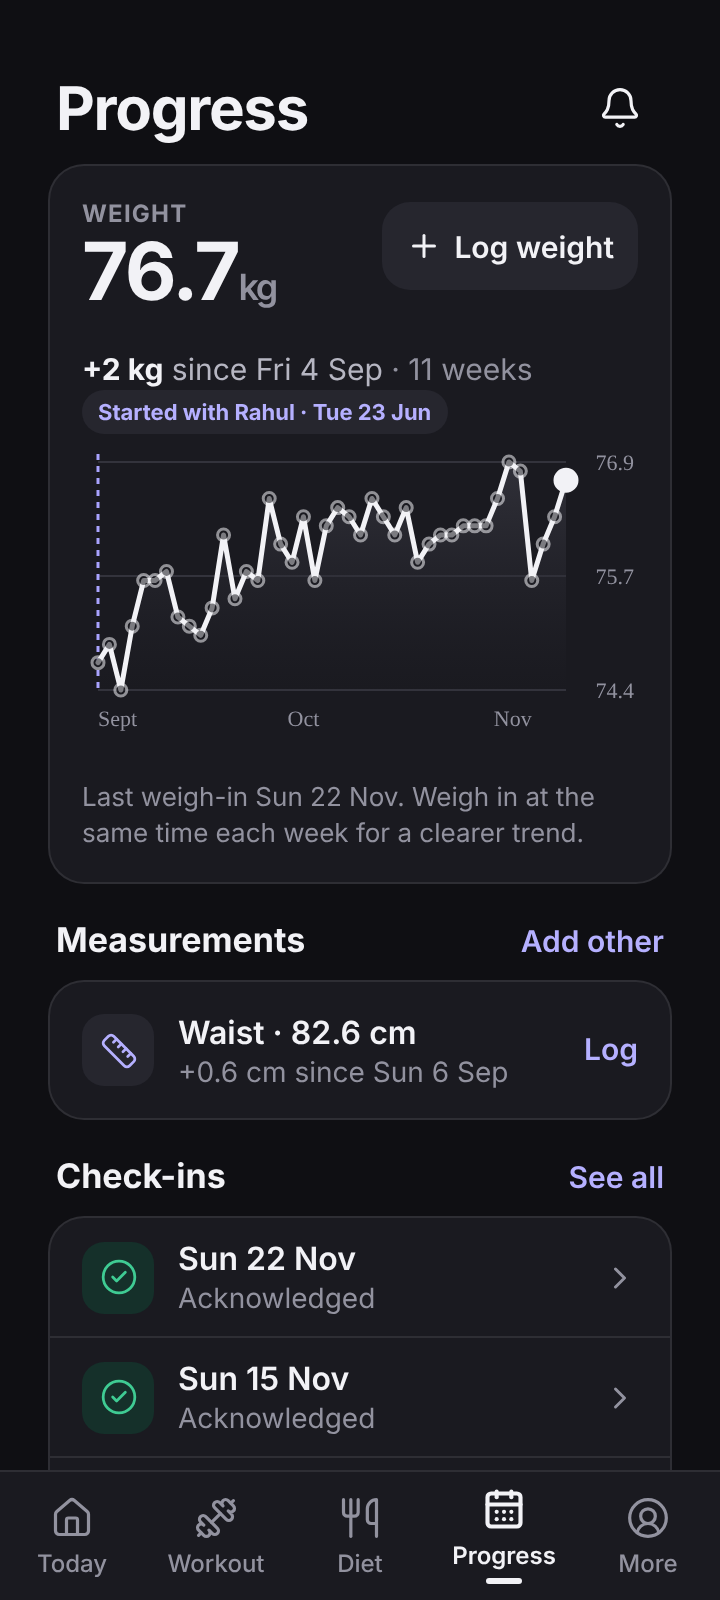 Progress
WEIGHT
76.7kg
+ Log weight
+2 kg since Fri 4 Sep · 11 weeks
Started with Rahul · Tue 23 Jun
76.9
75.7
74.4
Sept Oct Nov
Last weigh-in Sun 22 Nov. Weigh in at the
same time each week for a clearer trend.
Measurements
Add other
Waist · 82.6 cm
+0.6 cm since Sun 6 Sep
Log
Check-ins
See all
Sun 22 Nov
Acknowledged
Sun 15 Nov
Acknowledged
Today Workout Diet Progress More